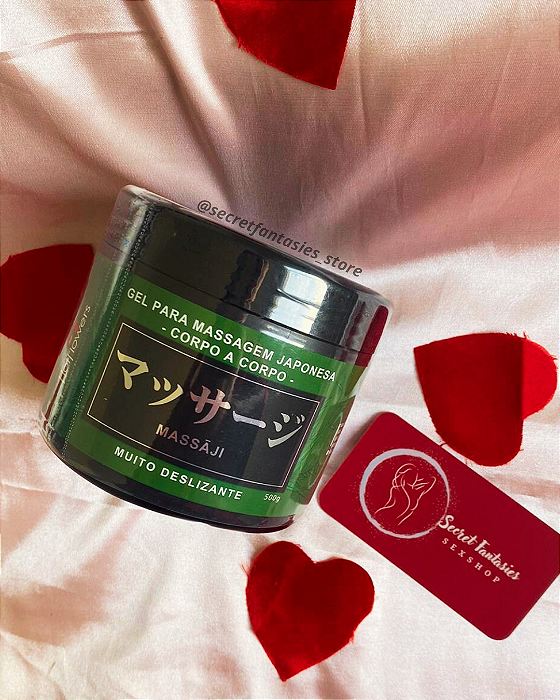 @secretfantasies_store
GEL PARA MASSAGEM JAPONESA
- CORPO A CORPO -
マッサージ
MASSĀJI
MUITO DESLIZANTE
500g
Secret Fantasies
SEXSHOP